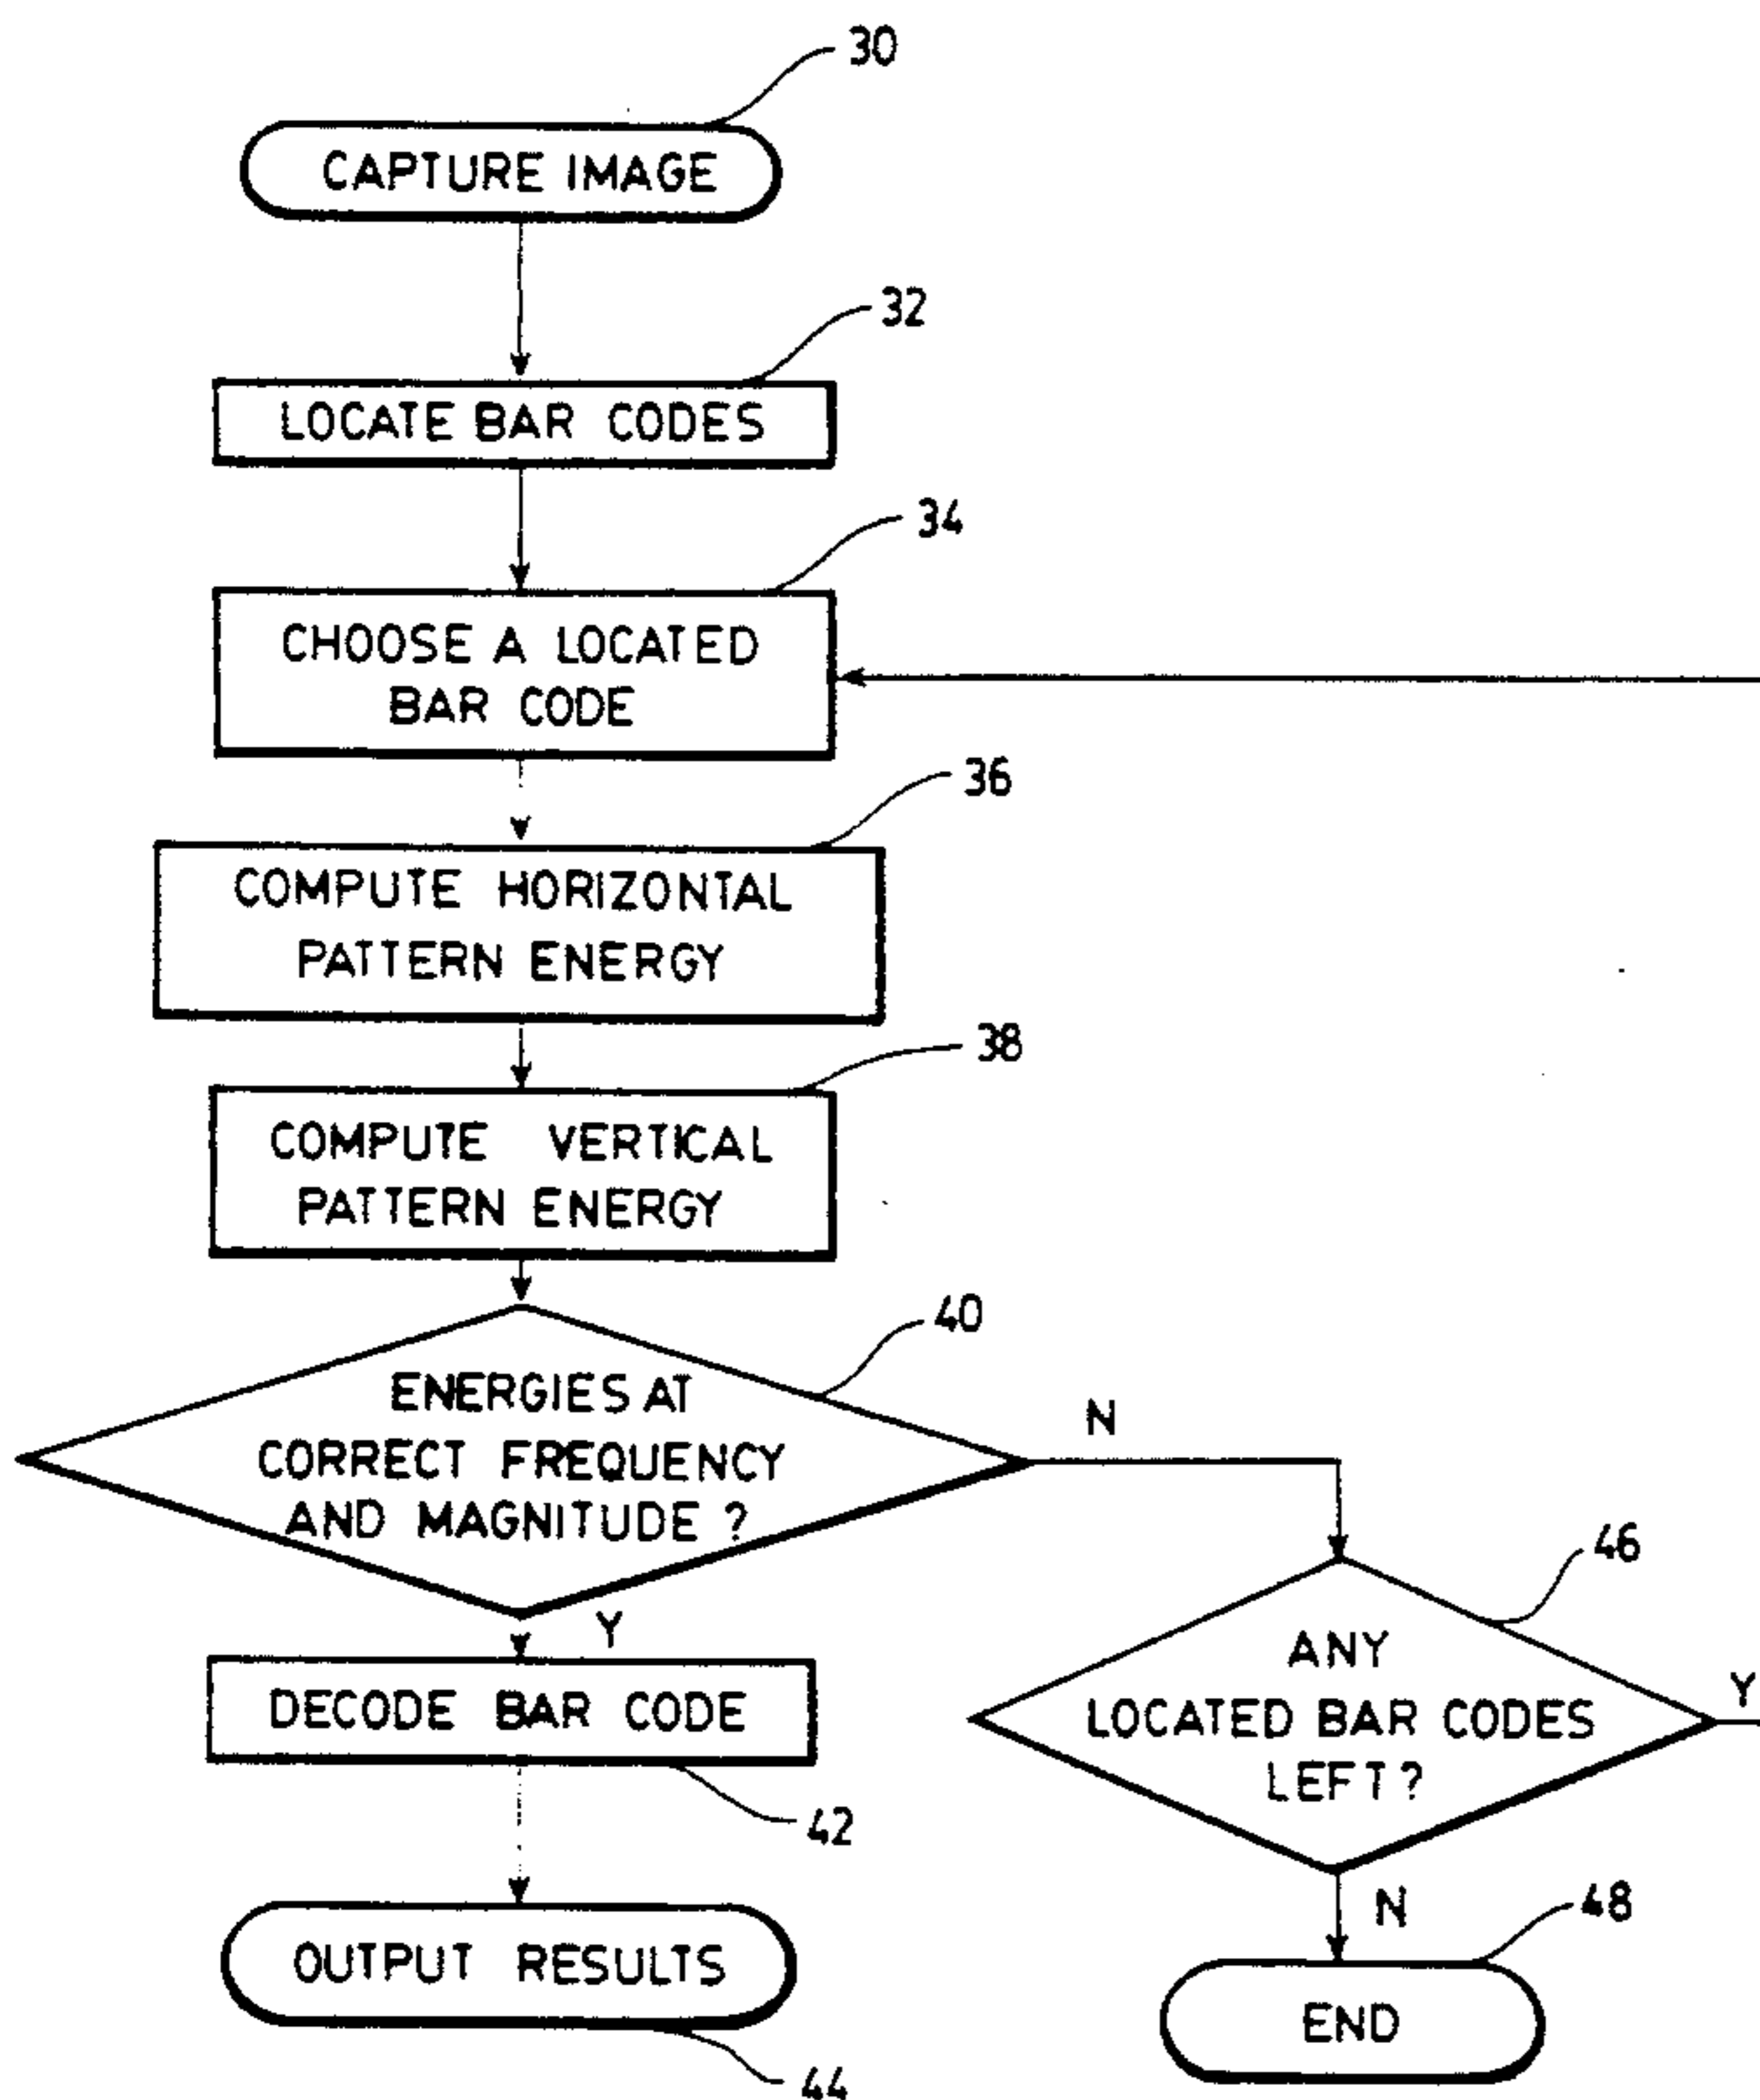 30
CAPTURE IMAGE
32
LOCATE BAR CODES
34
CHOOSE A LOCATED
BAR CODE
36
COMPUTE HORIZONTAL
PATTERN ENERGY
38
COMPUTE VERTICAL
PATTERN ENERGY
40
ENERGIES AT
CORRECT FREQUENCY
AND MAGNITUDE ?
N
Y
46
ANY
LOCATED BAR CODES
LEFT ?
Y
DECODE BAR CODE
42
N
48
OUTPUT RESULTS
44
END